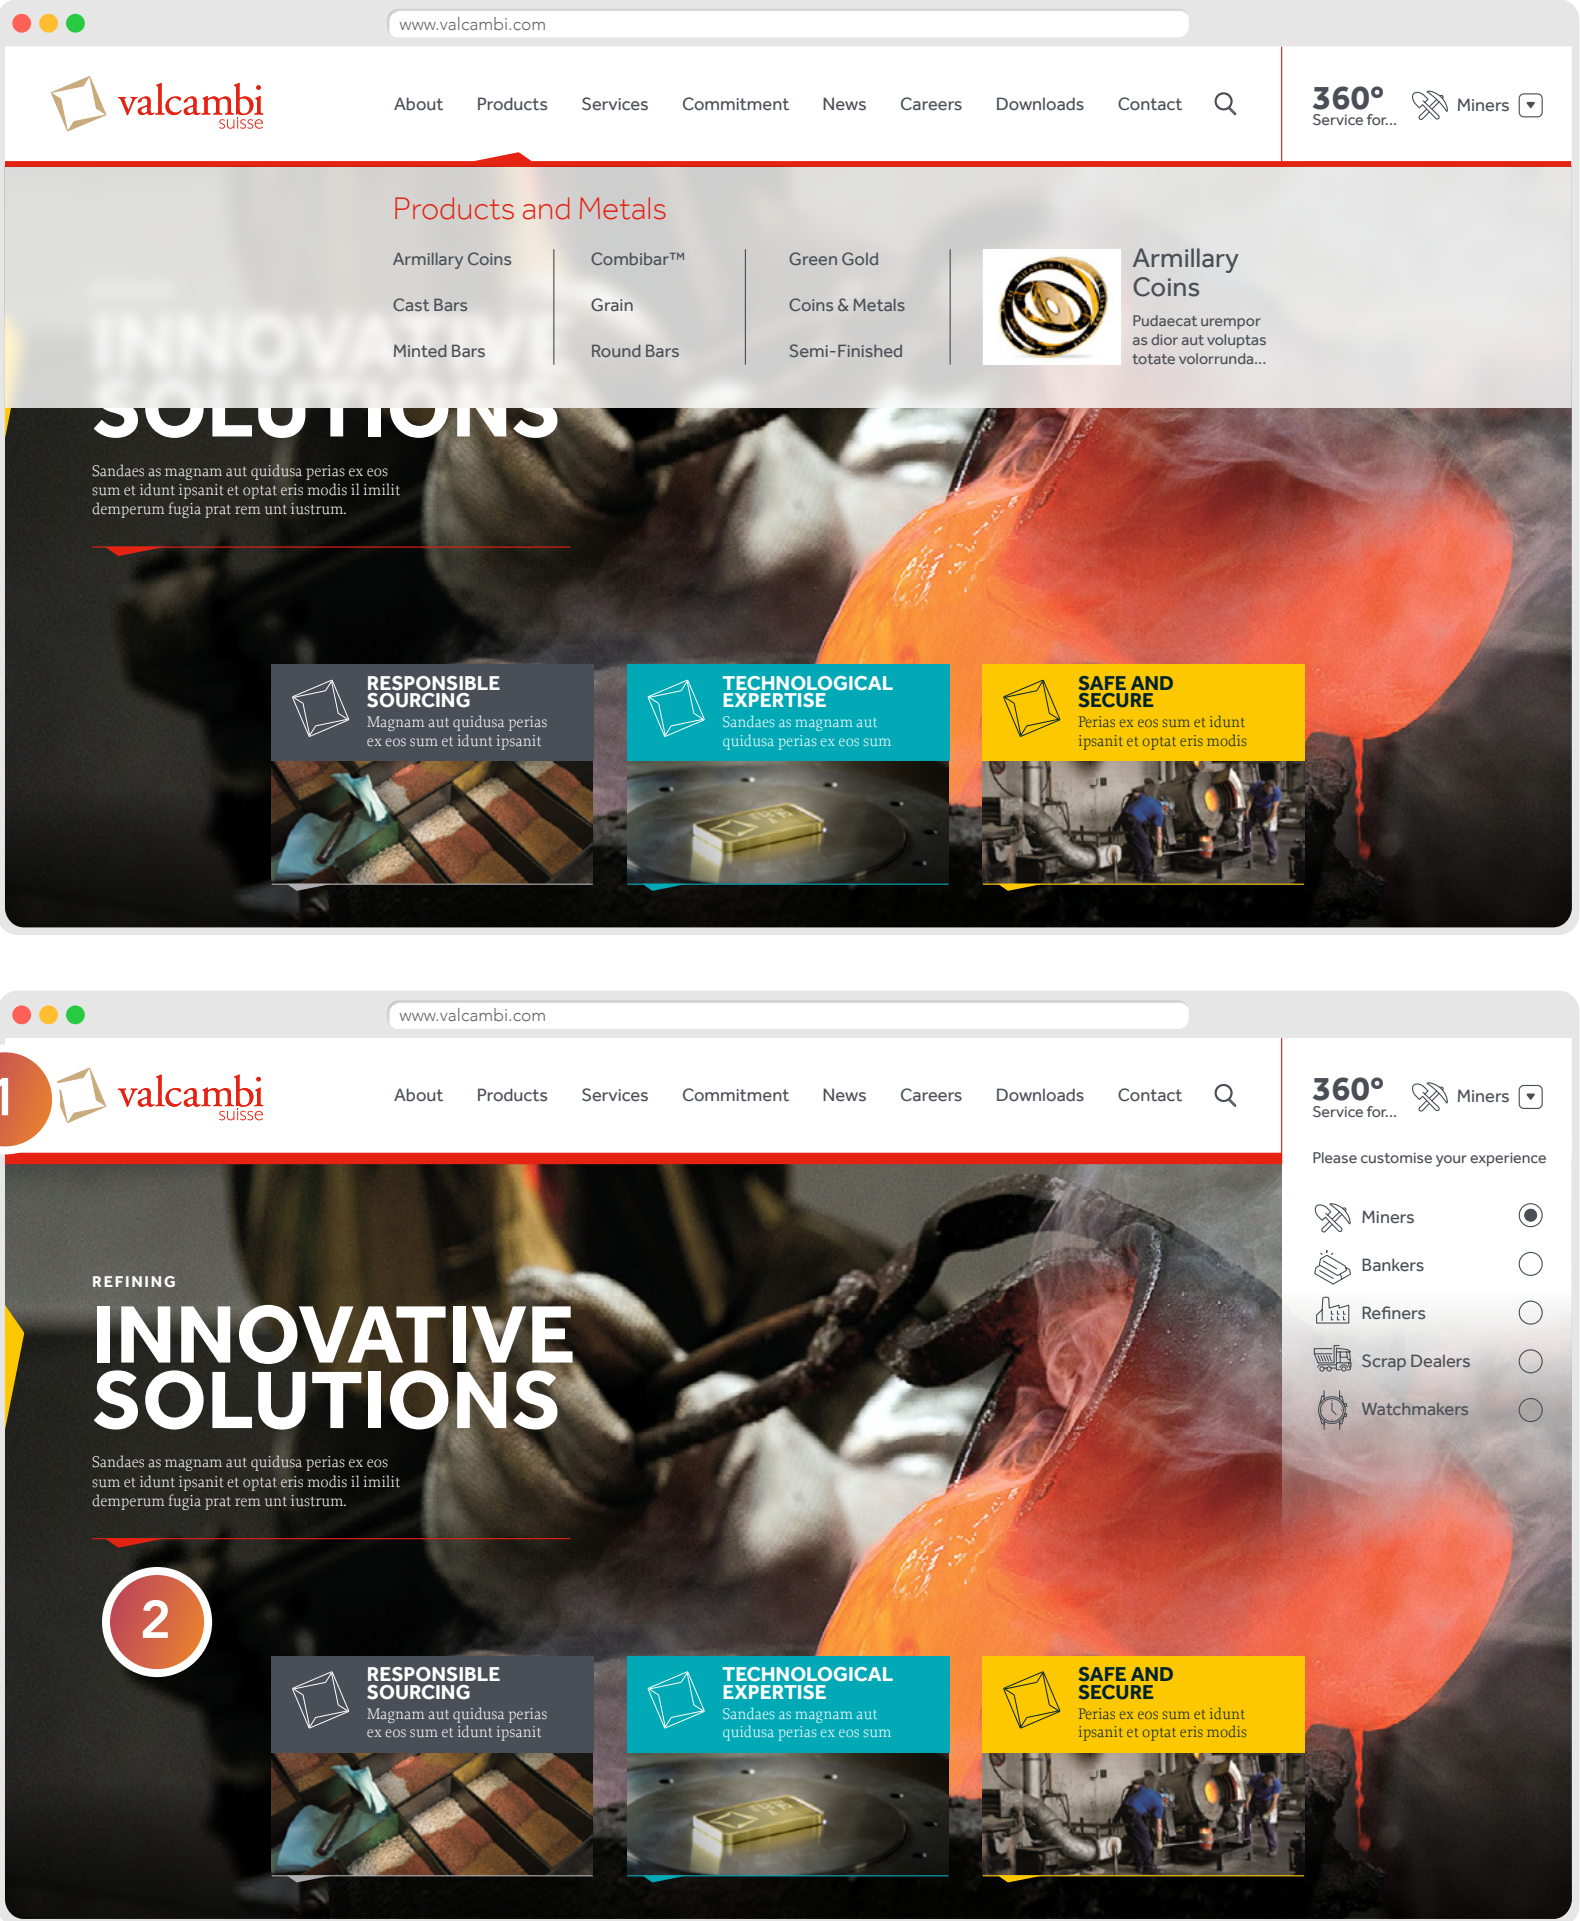 www.valcambi.com
valcambi
suisse
About
Products
Services
Commitment
News
Careers
Downloads
Contact
360°
Service for...
Miners
Products and Metals
Armillary Coins
Cast Bars
Minted Bars
Combibar™
Grain
Round Bars
Green Gold
Coins & Metals
Semi-Finished
Armillary
Coins
Pudaecat urempor
as dior aut voluptas
totate volorrunda...
INNOVATIVE
SOLUTIONS
Sandaes as magnam aut quidusa perias ex eos
sum et idunt ipsanit et optat eris modis il imilit
demperum fugia prat rem unt iustrum.
RESPONSIBLE
SOURCING
Magnam aut quidusa perias
ex eos sum et idunt ipsanit
TECHNOLOGICAL
EXPERTISE
Sandaes as magnam aut
quidusa perias ex eos sum
SAFE AND
SECURE
Perias ex eos sum et idunt
ipsanit et optat eris modis
www.valcambi.com
1
valcambi
suisse
About
Products
Services
Commitment
News
Careers
Downloads
Contact
360°
Service for...
Miners
Please customise your experience
Miners
Bankers
Refiners
Scrap Dealers
Watchmakers
REFINING
INNOVATIVE
SOLUTIONS
Sandaes as magnam aut quidusa perias ex eos
sum et idunt ipsanit et optat eris modis il imilit
demperum fugia prat rem unt iustrum.
2
RESPONSIBLE
SOURCING
Magnam aut quidusa perias
ex eos sum et idunt ipsanit
TECHNOLOGICAL
EXPERTISE
Sandaes as magnam aut
quidusa perias ex eos sum
SAFE AND
SECURE
Perias ex eos sum et idunt
ipsanit et optat eris modis